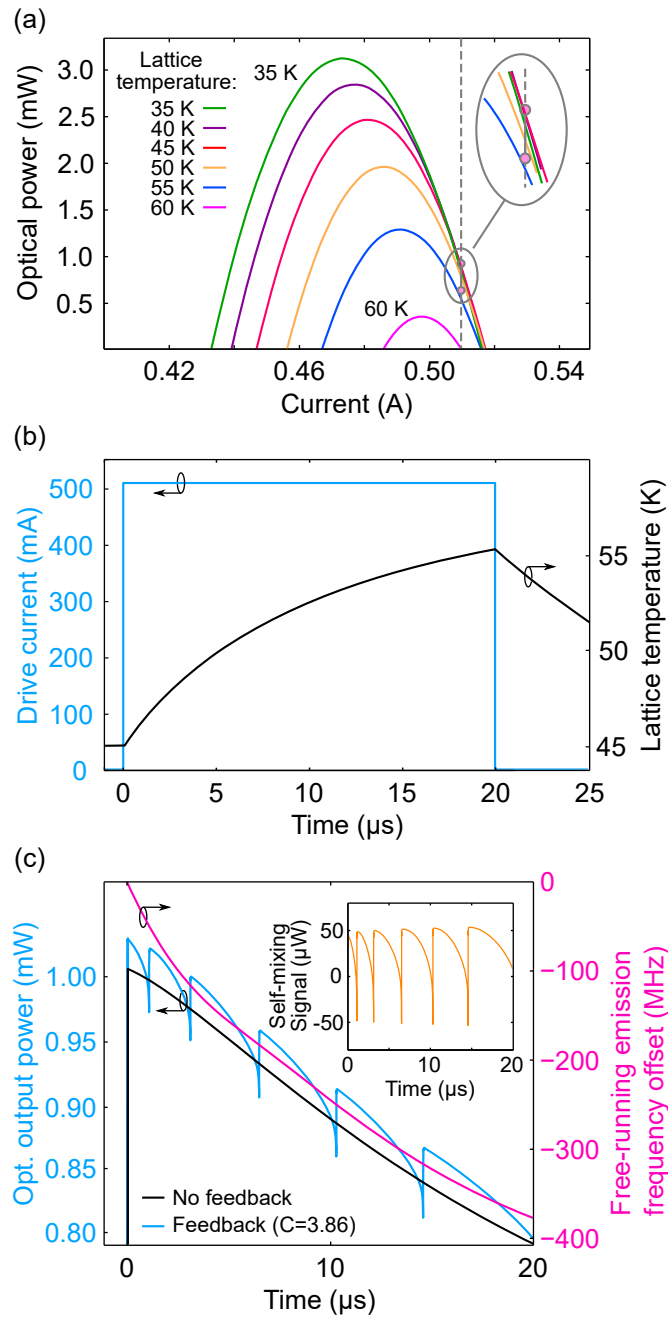 (a)
Optical power (mW)
3.0
2.5
2.0
1.5
1.0
0.5
Lattice
temperature:
35 K
40 K
45 K
50 K
55 K
60 K
35 K
60 K
0.42
0.46
0.50
0.54
Current (A)
(b)
Drive current (mA)
500
400
300
200
100
0
55
50
45
Lattice temperature (K)
0
5
10
15
20
25
Time (µs)
(c)
Opt. output power (mW)
1.00
0.95
0.90
0.85
0.80
0
−100
−200
−300
−400
Free-running emission
frequency offset (MHz)
Self-mixing
Signal (µW)
50
0
-50
0
10
20
Time (µs)
No feedback
Feedback (C=3.86)
0
10
20
Time (µs)